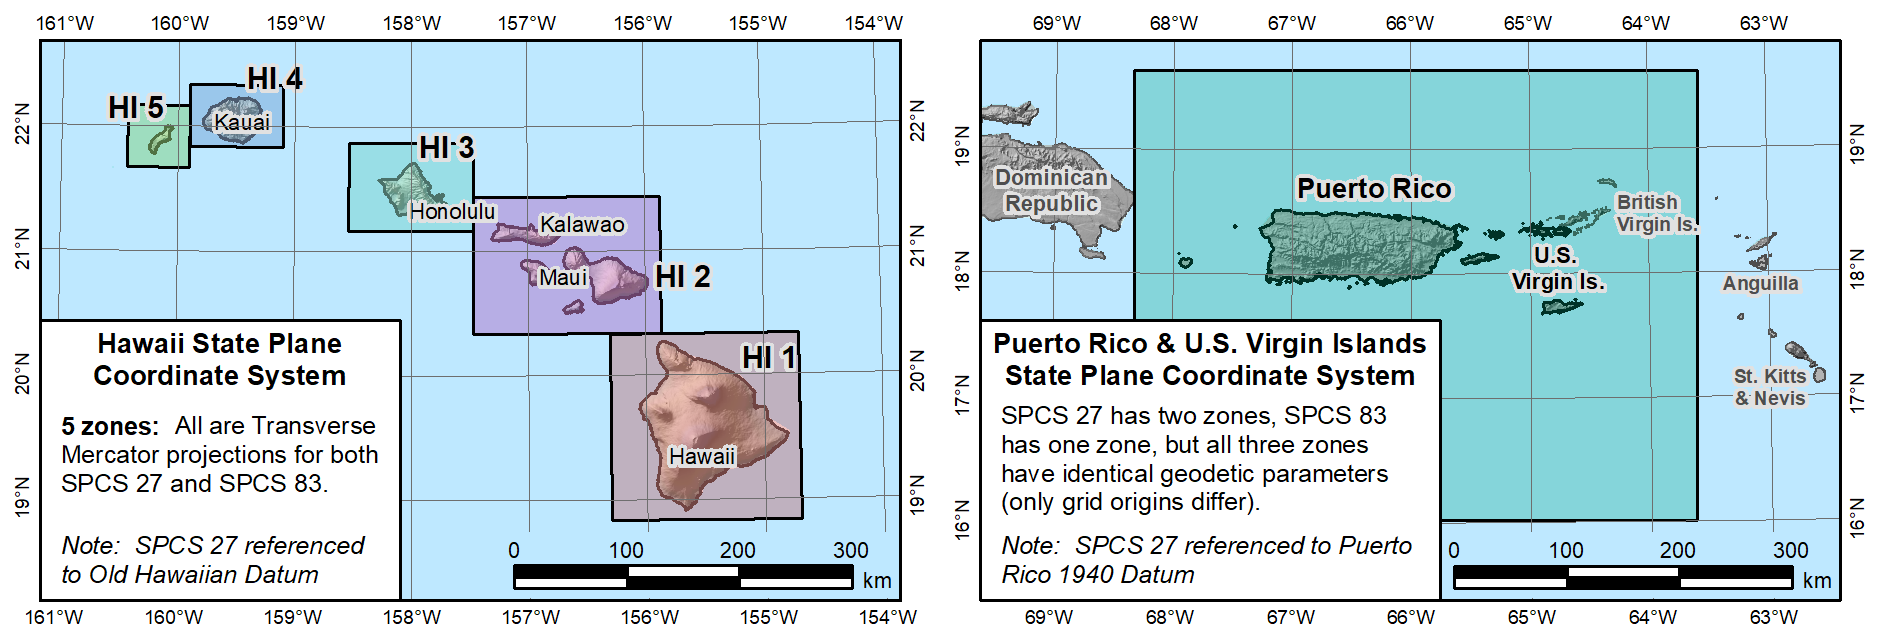 161°W 160°W 159°W 158°W 157°W 156°W 155°W 154°W
22°N
21°N
20°N
19°N
HI 5
HI 4
Kauai
HI 3
Honolulu
Kalawao
Maui
HI 2
HI 1
Hawaii
22°N
21°N
20°N
19°N
Hawaii State Plane
Coordinate System
5 zones: All are Transverse
Mercator projections for both
SPCS 27 and SPCS 83.
Note: SPCS 27 referenced
to Old Hawaiian Datum
0 100 200 300
km
161°W 160°W 159°W 158°W 157°W 156°W 155°W 154°W
69°W 68°W 67°W 66°W 65°W 64°W 63°W
19°N
18°N
17°N
16°N
Dominican
Republic
Puerto Rico
British
Virgin Is.
U.S.
Virgin Is.
Anguilla
St. Kitts
& Nevis
19°N
18°N
17°N
16°N
Puerto Rico & U.S. Virgin Islands
State Plane Coordinate System
SPCS 27 has two zones, SPCS 83
has one zone, but all three zones
have identical geodetic parameters
(only grid origins differ).
Note: SPCS 27 referenced to Puerto
Rico 1940 Datum
0 100 200 300
km
69°W 68°W 67°W 66°W 65°W 64°W 63°W